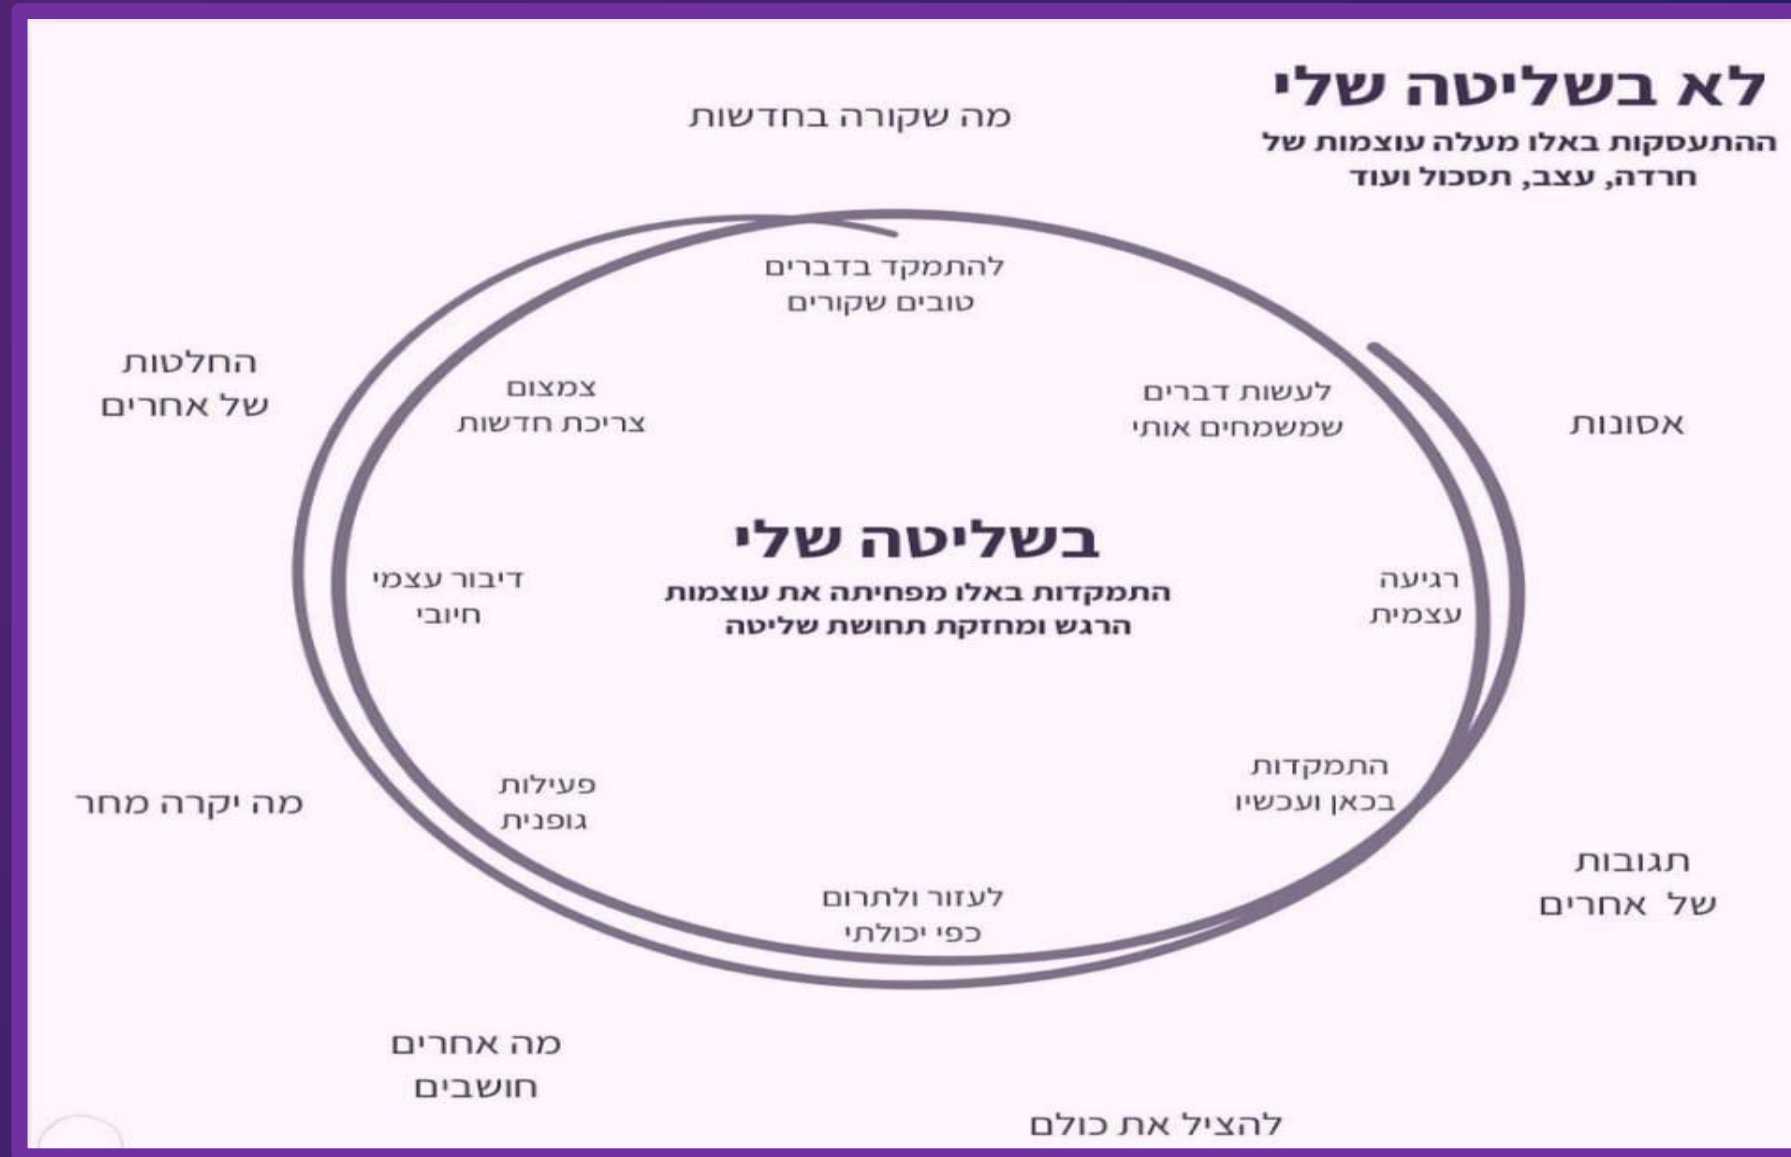 לא בשליטה שלי
ההתעסקות באלו מעלה עוצמות של
חרדה, עצב, תסכול ועוד
מה שקורה בחדשות
אסונות
החלטות
של אחרים
תגובות
של אחרים
מה יקרה מחר
מה אחרים
חושבים
להציל את כולם
בשליטה שלי
התמקדות באלו מפחיתה את עוצמות
הרגש ומחזקת תחושת שליטה
להתמקד בדברים
טובים שקורים
לעשות דברים
שמשמחים אותי
צמצום
צריכת חדשות
רגיעה
עצמית
דיבור עצמי
חיובי
התמקדות
בכאן ועכשיו
פעילות
גופנית
לעזור ולתרום
כפי יכולתי